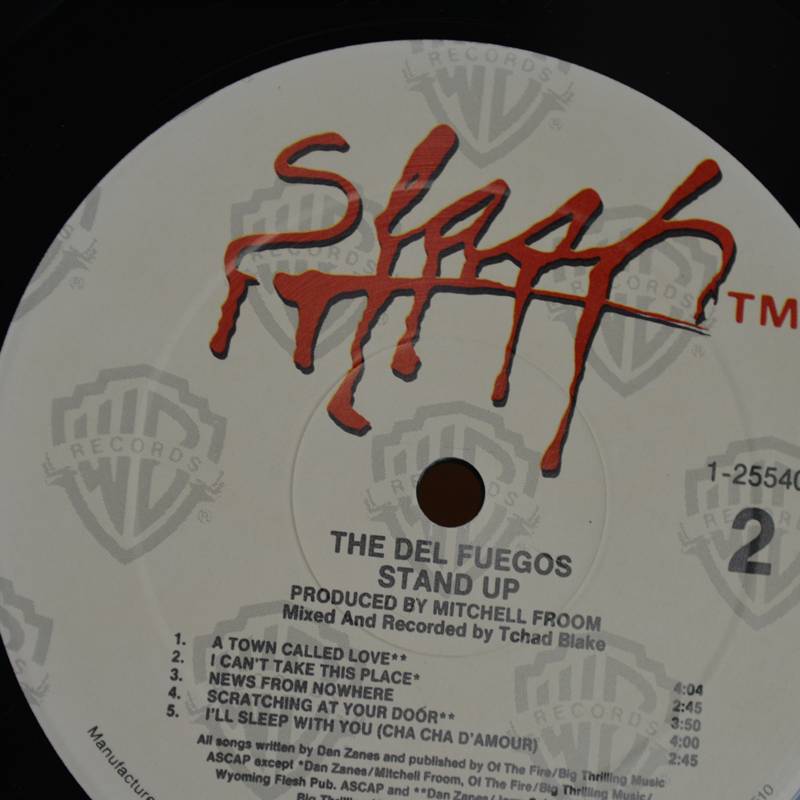 Slash TM
1-25540
2
THE DEL FUEGOS
STAND UP
PRODUCED BY MITCHELL FROOM
Mixed And Recorded by Tchad Blake
1. A TOWN CALLED LOVE** 4:04
2. I CAN'T TAKE THIS PLACE* 2:45
3. NEWS FROM NOWHERE 3:50
4. SCRATCHING AT YOUR DOOR** 4:00
5. I'LL SLEEP WITH YOU (CHA CHA D'AMOUR) 2:45
All songs written by Dan Zanes and published by Of The Fire/Big Thrilling Music
ASCAP except *Dan Zanes/Mitchell Froom, Of The Fire/Big Thrilling Music/
Wyoming Flesh Pub. ASCAP and **Dan Zanes/
Manufacture
WB RECORDS ®